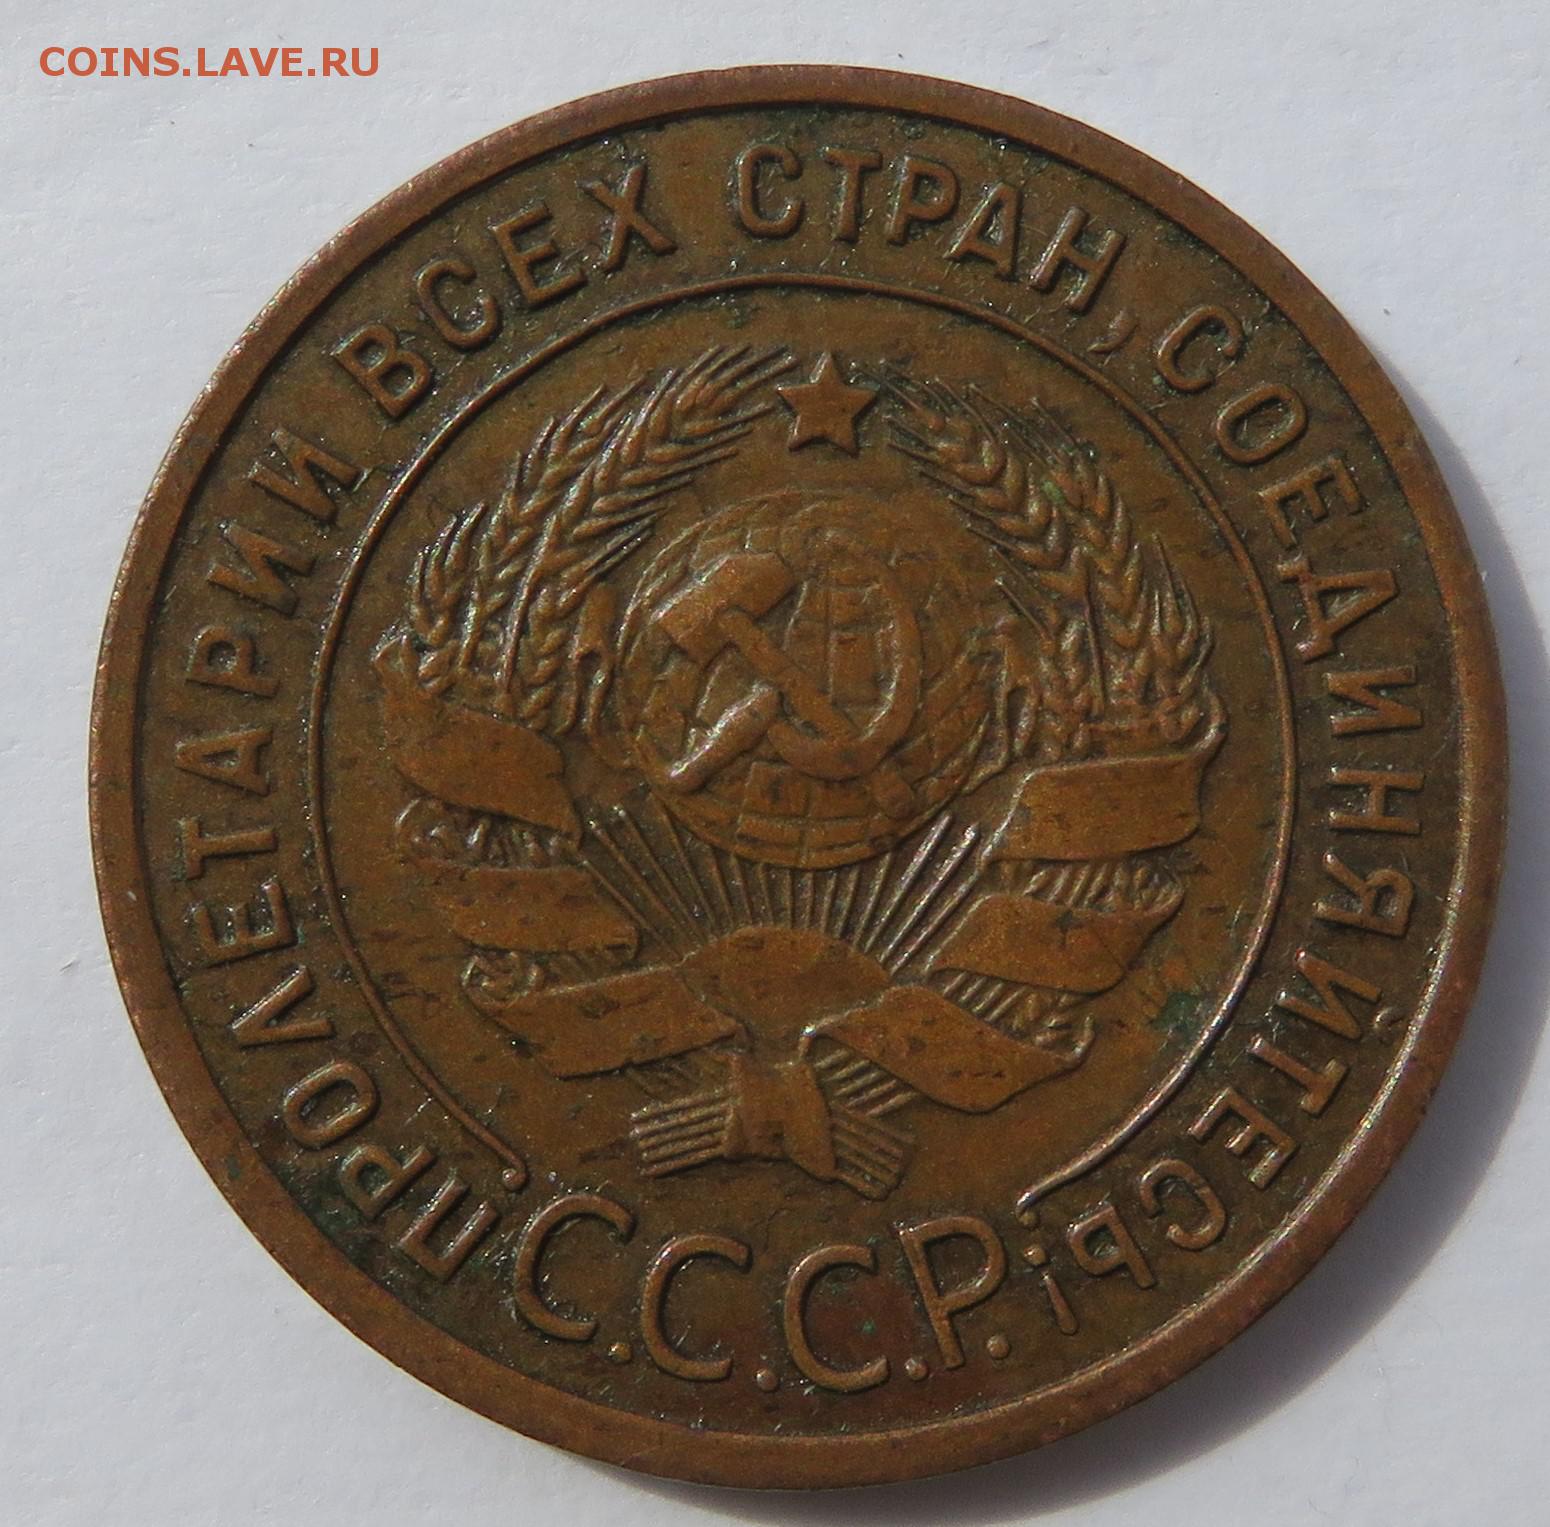 COINS.LAVE.RU
ПРОЛЕТАРИИ ВСЕХ СТРАН, СОЕДИНЯЙТЕСЬ!
С.С.С.Р.